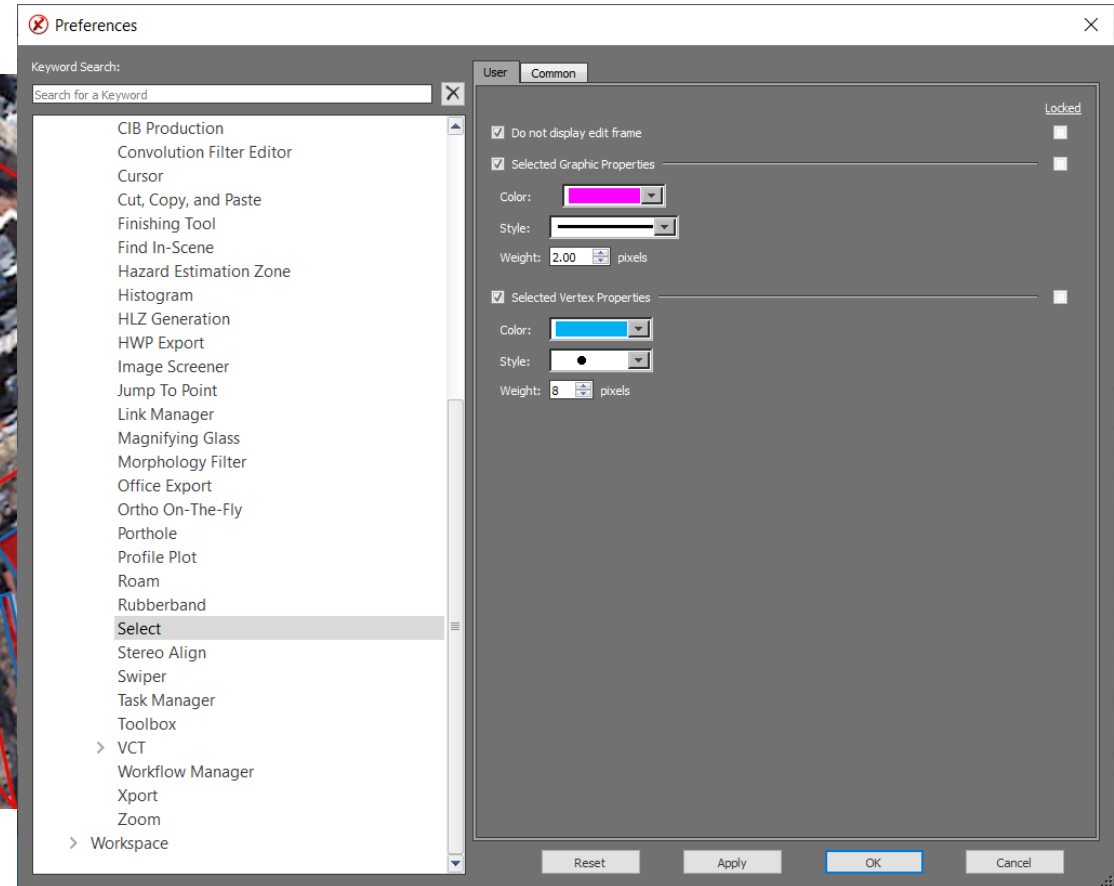 Preferences
Keyword Search:
Search for a Keyword
CIB Production
Convolution Filter Editor
Cursor
Cut, Copy, and Paste
Finishing Tool
Find In-Scene
Hazard Estimation Zone
Histogram
HLZ Generation
HWP Export
Image Screener
Jump To Point
Link Manager
Magnifying Glass
Morphology Filter
Office Export
Ortho On-The-Fly
Porthole
Profile Plot
Roam
Rubberband
Select
Stereo Align
Swiper
Task Manager
Toolbox
VCT
Workflow Manager
Xport
Zoom
Workspace
User Common
Locked
Do not display edit frame
Selected Graphic Properties
Color:
Style:
Weight: 2.00 pixels
Selected Vertex Properties
Color:
Style:
Weight: 8 pixels
Reset Apply OK Cancel